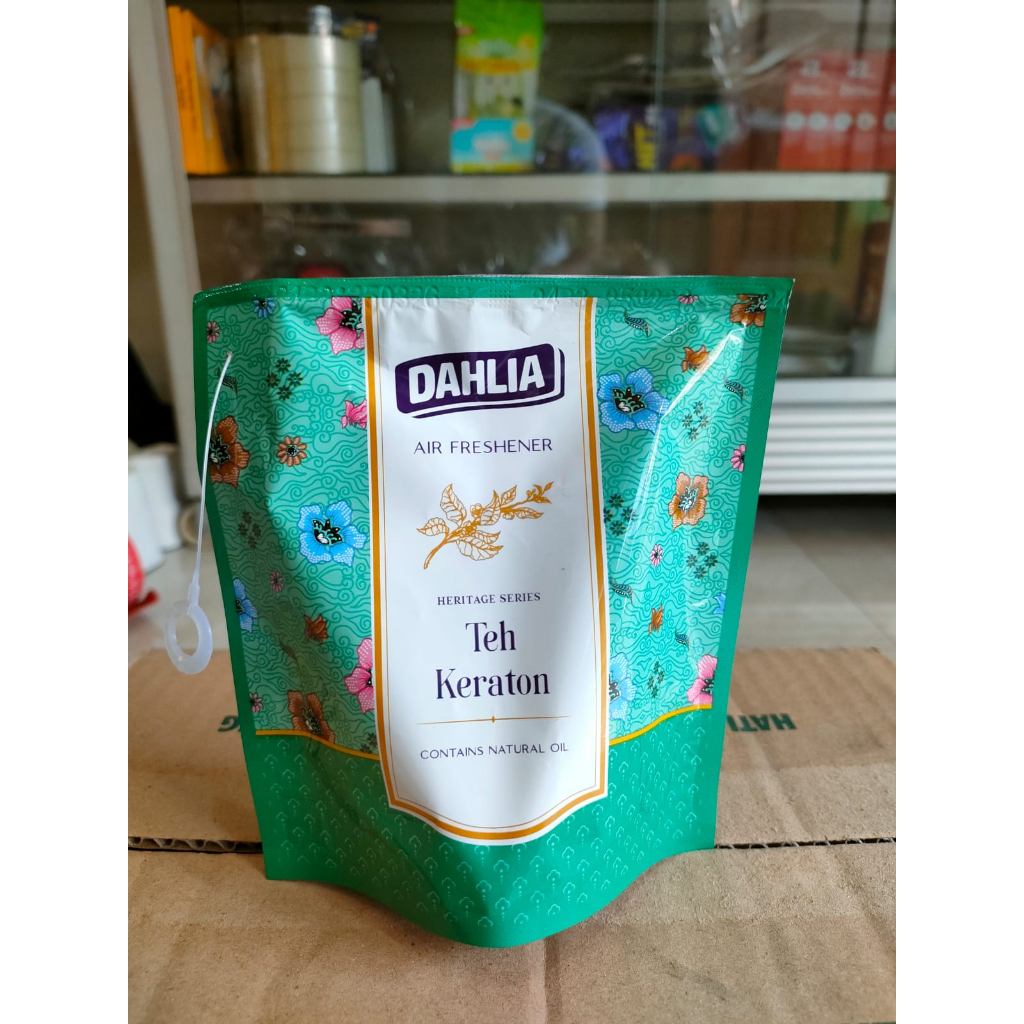 DAHLIA
AIR FRESHENER
HERITAGE SERIES
Teh
Keraton
CONTAINS NATURAL OIL